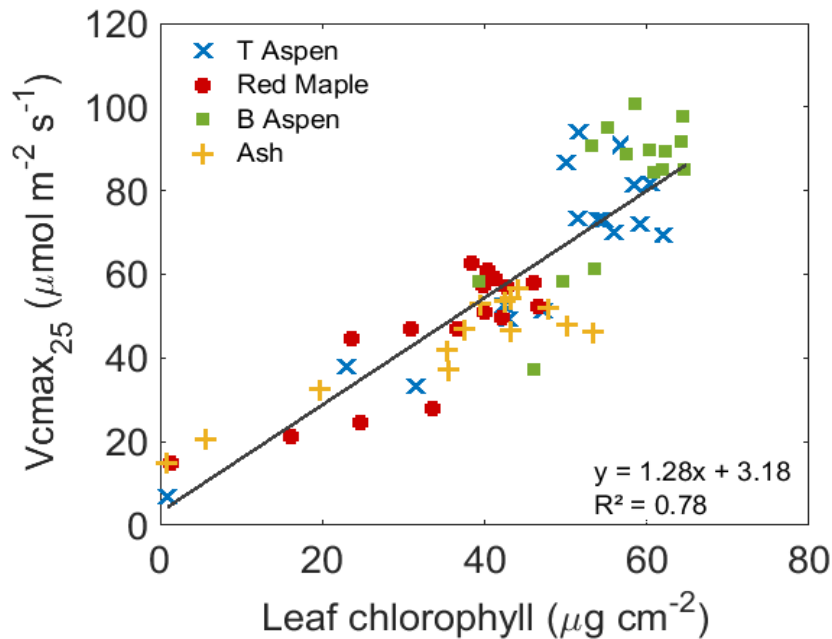 120
100
80
60
40
20
0
Vcmax₂₅ (μmol m⁻² s⁻¹)
T Aspen
Red Maple
B Aspen
Ash
y = 1.28x + 3.18
R² = 0.78
0 20 40 60 80
Leaf chlorophyll (μg cm⁻²)